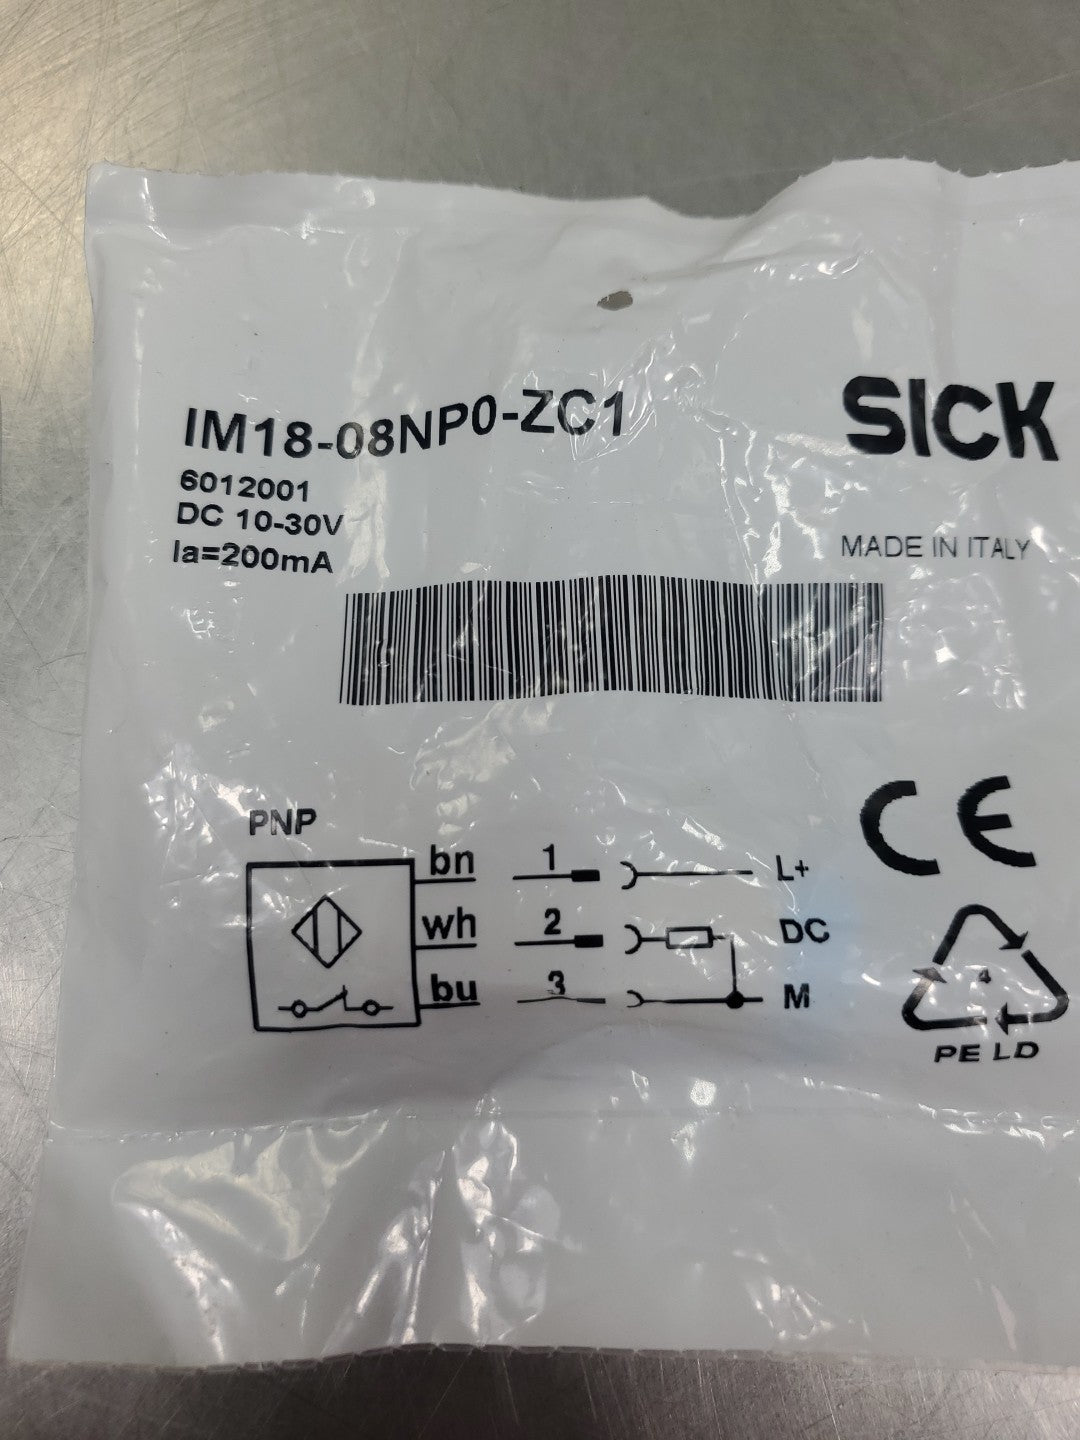 IM18-08NP0-ZC1
6012001
DC 10-30V
Ia=200mA
SICK
MADE IN ITALY
PNP
bn 1 L+
wh 2 DC
bu 3 M
CE
4
PE LD